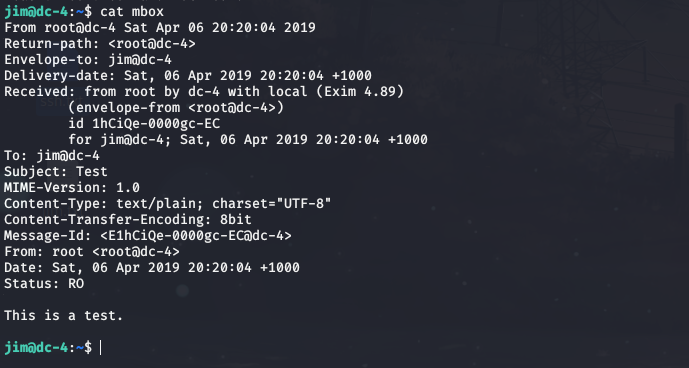 jim@dc-4:~$ cat mbox
From root@dc-4 Sat Apr 06 20:20:04 2019
Return-path: <root@dc-4>
Envelope-to: jim@dc-4
Delivery-date: Sat, 06 Apr 2019 20:20:04 +1000
Received: from root by dc-4 with local (Exim 4.89)
        (envelope-from <root@dc-4>)
        id 1hCiQe-0000gc-EC
        for jim@dc-4; Sat, 06 Apr 2019 20:20:04 +1000
To: jim@dc-4
Subject: Test
MIME-Version: 1.0
Content-Type: text/plain; charset="UTF-8"
Content-Transfer-Encoding: 8bit
Message-Id: <E1hCiQe-0000gc-EC@dc-4>
From: root <root@dc-4>
Date: Sat, 06 Apr 2019 20:20:04 +1000
Status: RO

This is a test.

jim@dc-4:~$